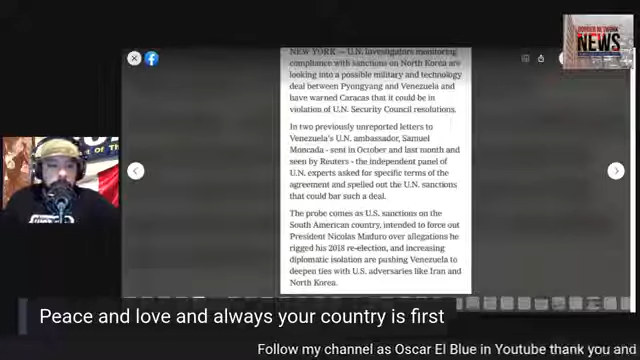 NEWS
NEW YORK — U.N. investigators monitoring
compliance with sanctions on North Korea are
looking into a possible military and technology
deal between Pyongyang and Venezuela and
have warned Caracas that it could be in
violation of U.N. Security Council resolutions.
In two previously unreported letters to
Venezuela's U.N. ambassador, Samuel
Moncada - sent in October and last month and
seen by Reuters - the independent panel of
U.N. experts asked for specific terms of the
agreement and spelled out the U.N. sanctions
that could bar such a deal.
The probe comes as U.S. sanctions on the
South American country, intended to force out
President Nicolas Maduro over allegations he
rigged his 2018 re-election, and increasing
diplomatic isolation are pushing Venezuela to
deepen ties with U.S. adversaries like Iran and
North Korea.
Peace and love and always your country is first
Follow my channel as Oscar El Blue in Youtube thank you and